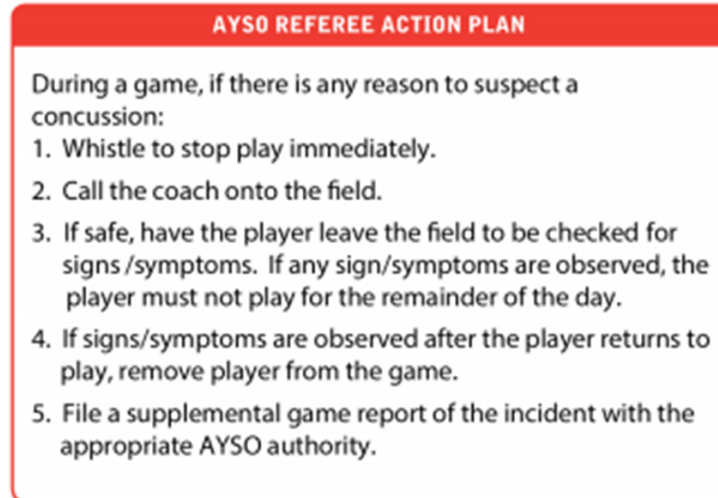 AYSO REFEREE ACTION PLAN
During a game, if there is any reason to suspect a
concussion:
1. Whistle to stop play immediately.
2. Call the coach onto the field.
3. If safe, have the player leave the field to be checked for
signs/symptoms. If any sign/symptoms are observed, the
player must not play for the remainder of the day.
4. If signs/symptoms are observed after the player returns to
play, remove player from the game.
5. File a supplemental game report of the incident with the
appropriate AYSO authority.